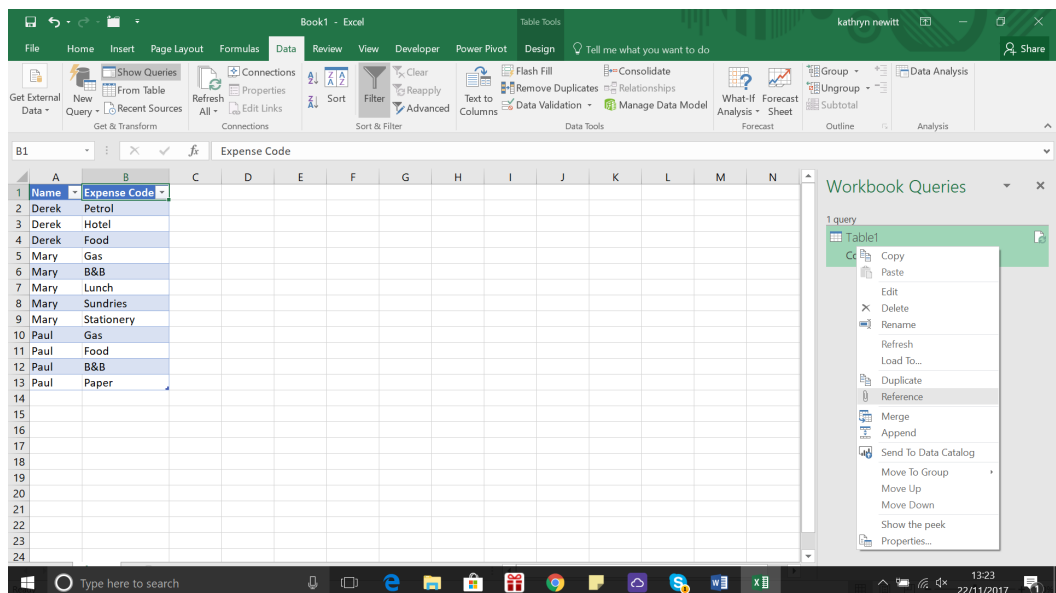 Book1 - Excel
Table Tools
kathryn newitt
File Home Insert Page Layout Formulas Data Review View Developer Power Pivot Design Tell me what you want to do Share
Get External Data
New Query
Show Queries
From Table
Recent Sources
Get & Transform
Refresh All
Connections
Properties
Edit Links
Connections
Sort
Filter
Clear
Reapply
Advanced
Sort & Filter
Text to Columns
Flash Fill
Remove Duplicates
Data Validation
Consolidate
Relationships
Manage Data Model
Data Tools
What-If Analysis
Forecast Sheet
Forecast
Group
Ungroup
Subtotal
Outline
Data Analysis
Analysis
B1 fx Expense Code
A B C D E F G H I J K L M N
1 Name Expense Code
2 Derek Petrol
3 Derek Hotel
4 Derek Food
5 Mary Gas
6 Mary B&B
7 Mary Lunch
8 Mary Sundries
9 Mary Stationery
10 Paul Gas
11 Paul Food
12 Paul B&B
13 Paul Paper
14
15
16
17
18
19
20
21
22
23
24
Workbook Queries
1 query
Table1
Copy
Paste
Edit
Delete
Rename
Refresh
Load To...
Duplicate
Reference
Merge
Append
Send To Data Catalog
Move To Group
Move Up
Move Down
Show the peek
Properties...
Type here to search
13:23
22/11/2017